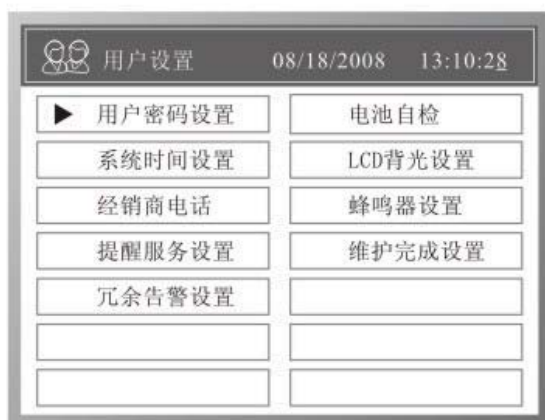 用户设置 08/18/2008 13:10:28
▶ 用户密码设置 电池自检
系统时间设置 LCD背光设置
经销商电话 蜂鸣器设置
提醒服务设置 维护完成设置
冗余告警设置